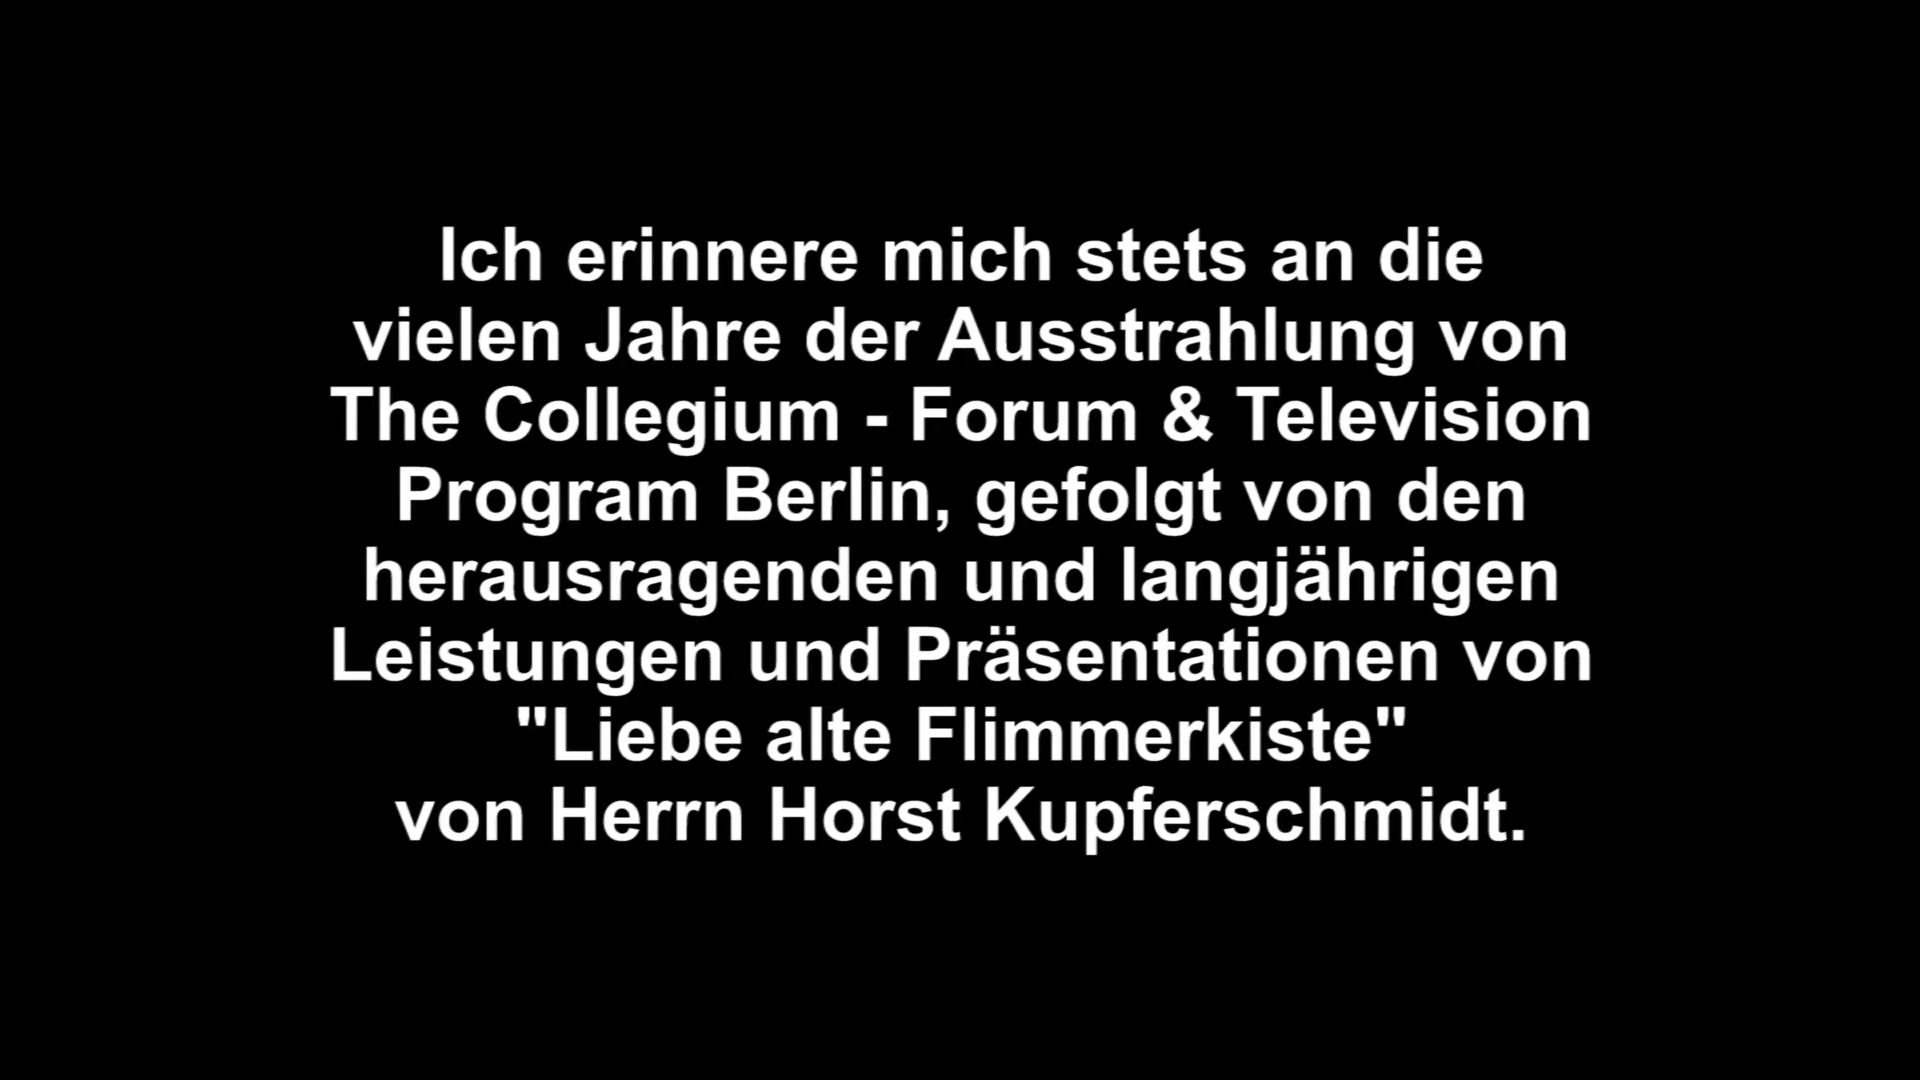 Ich erinnere mich stets an die
vielen Jahre der Ausstrahlung von
The Collegium - Forum & Television
Program Berlin, gefolgt von den
herausragenden und langjährigen
Leistungen und Präsentationen von
"Liebe alte Flimmerkiste"
von Herrn Horst Kupferschmidt.